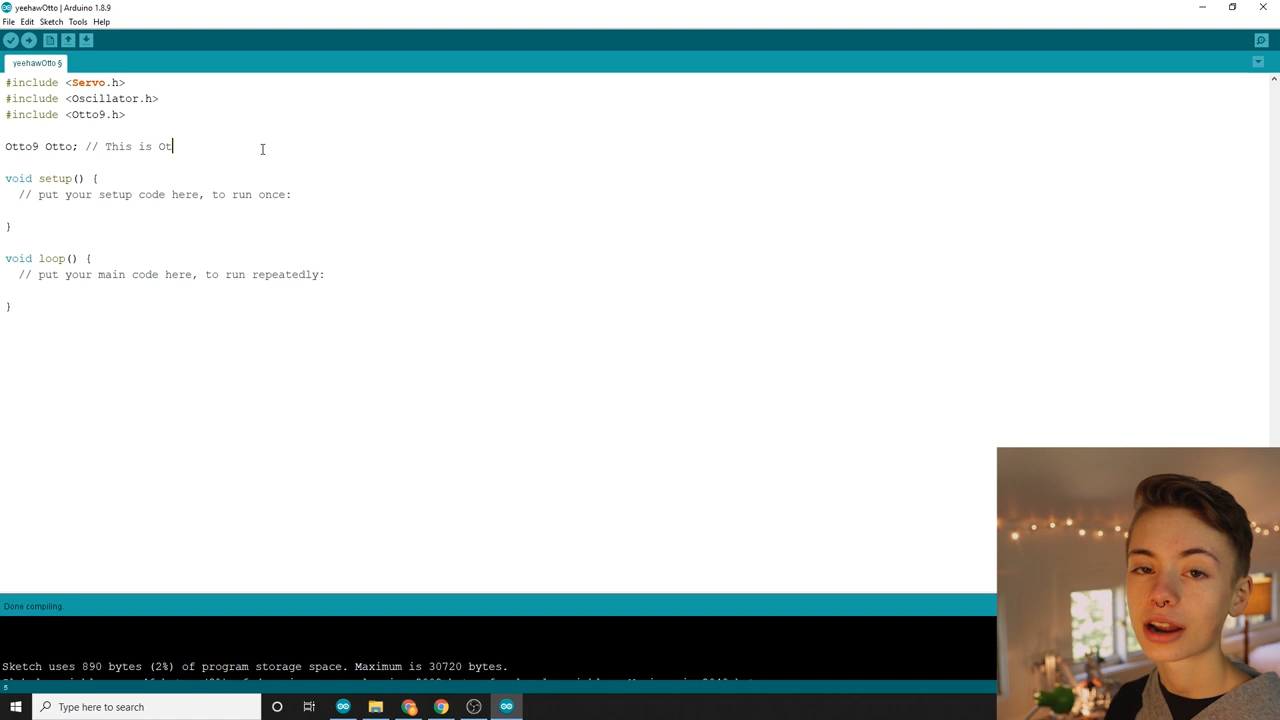 yeehawOtto | Arduino 1.8.9
File Edit Sketch Tools Help
yeehawOtto §
#include <Servo.h>
#include <Oscillator.h>
#include <Otto9.h>
Otto9 Otto; // This is Ot
void setup() {
// put your setup code here, to run once:
}
void loop() {
// put your main code here, to run repeatedly:
}
Done compiling.
Sketch uses 890 bytes (2%) of program storage space. Maximum is 30720 bytes.
5
Type here to search